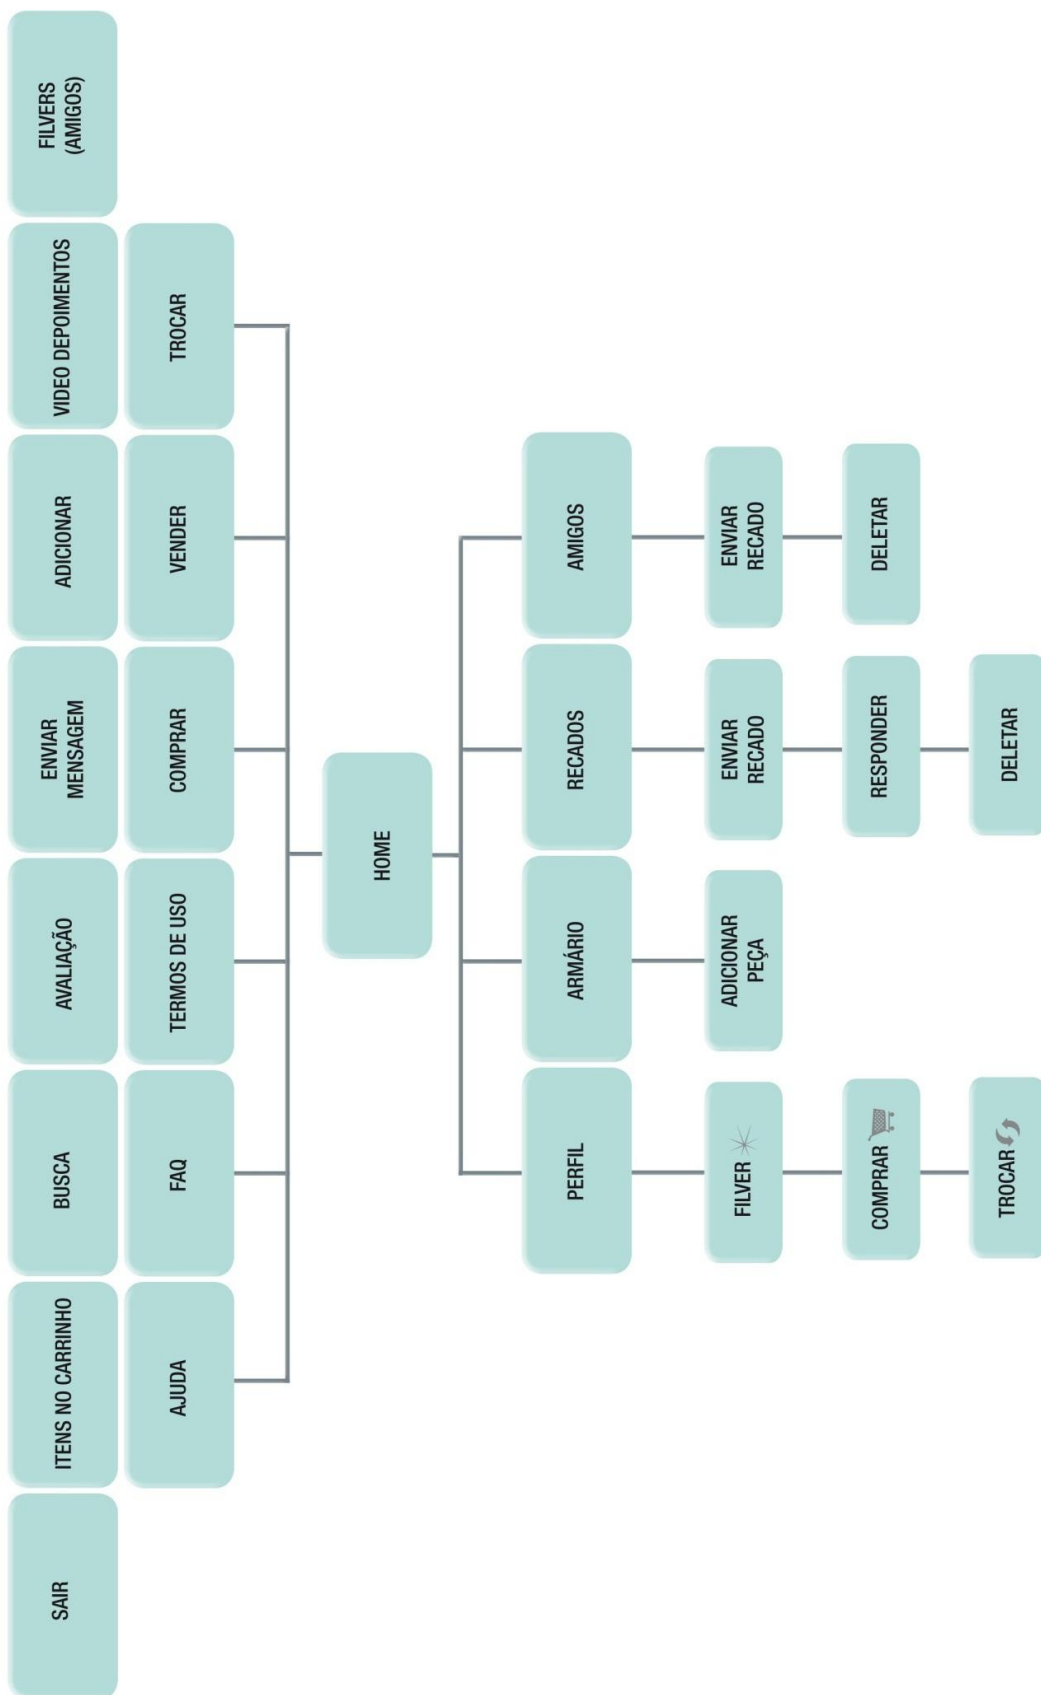 SAIR
ITENS NO CARRINHO
BUSCA
AVALIAÇÃO
ENVIAR
MENSAGEM
ADICIONAR
VIDEO DEPOIMENTOS
FILVERS
(AMIGOS)
AJUDA
FAQ
TERMOS DE USO
COMPRAR
VENDER
TROCAR
HOME
PERFIL
ARMÁRIO
RECADOS
AMIGOS
FILVER
ADICIONAR
PEÇA
ENVIAR
RECADO
ENVIAR
RECADO
COMPRAR
RESPONDER
DELETAR
TROCAR
DELETAR